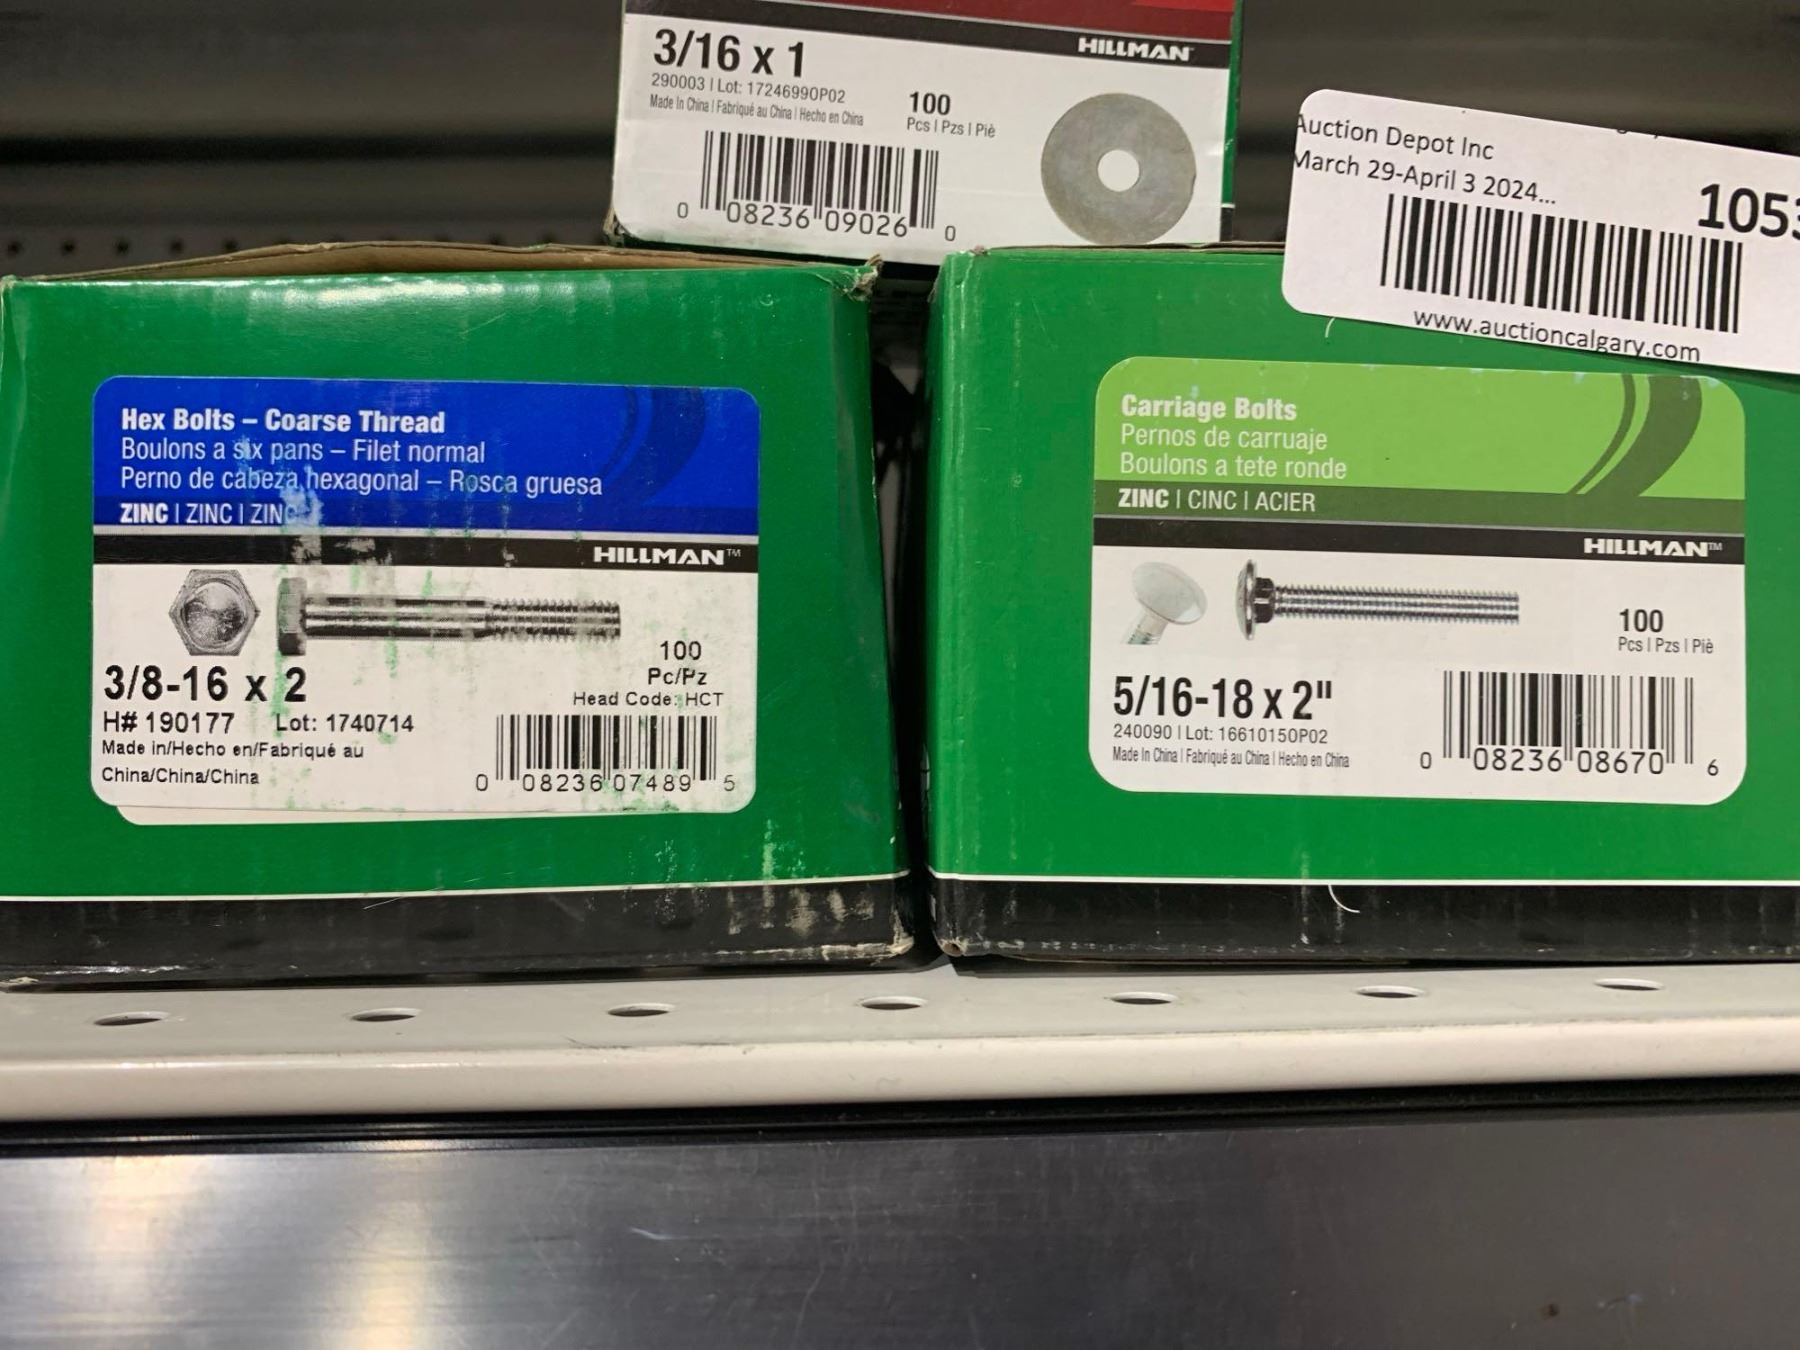 3/16 x 1
HILLMAN
290003 | Lot: 17246990P02
Made In China | Fabriqué au China | Hecho en China
100
Pcs | Pzs | Piè
0 08236 09026 0
Auction Depot Inc
March 29-April 3 2024...
1053
www.auctioncalgary.com
Hex Bolts – Coarse Thread
Boulons a six pans – Filet normal
Perno de cabeza hexagonal – Rosca gruesa
ZINC | ZINC | ZINC
HILLMAN™
100
Pc/Pz
3/8-16 x 2
Head Code: HCT
H# 190177 Lot: 1740714
Made in/Hecho en/Fabriqué au
China/China/China
0 08236 07489 5
Carriage Bolts
Pernos de carruaje
Boulons a tete ronde
ZINC | CINC | ACIER
HILLMAN™
100
Pcs | Pzs | Piè
5/16-18 x 2"
240090 | Lot: 16610150P02
Made In China | Fabriqué au China | Hecho en China
0 08236 08670 6